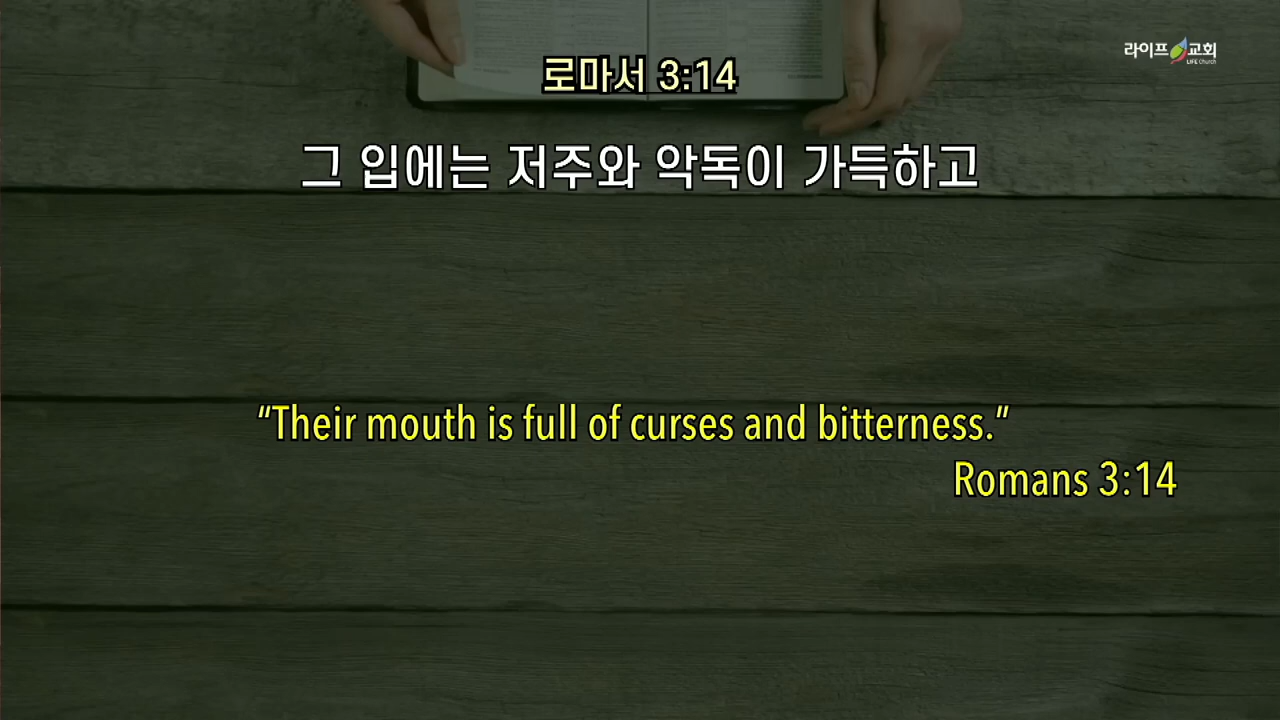 라이프교회
LIFE Church
로마서 3:14
그 입에는 저주와 악독이 가득하고
“Their mouth is full of curses and bitterness.”
Romans 3:14